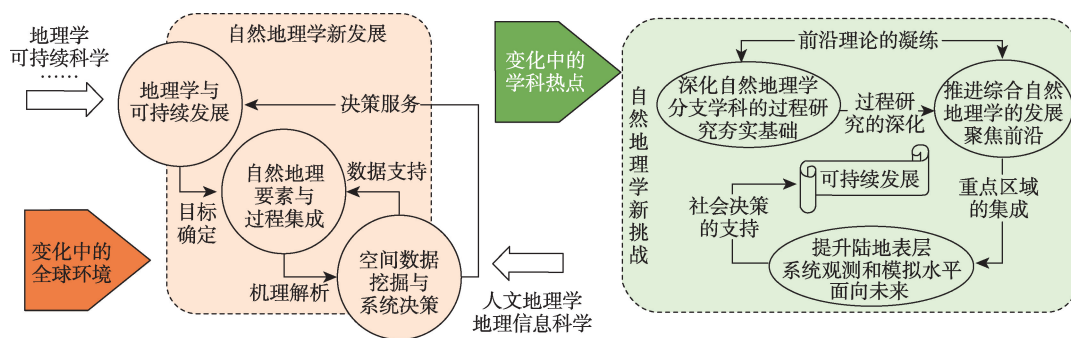 地理学
可持续科学
……
自然地理学新发展
地理学与
可持续发展
决策服务
自然地理
要素与
过程集成
数据支持
目标
确定
变化中的
全球环境
机理解析
空间数据
挖掘与
系统决策
人文地理学
地理信息科学
变化中的
学科热点
自然地理学新挑战
前沿理论的凝练
深化自然地理学
分支学科的过程研
究夯实基础
过程研
究的深化
推进综合自然
地理学的发展
聚焦前沿
可持续发展
社会决策
的支持
重点区域
的集成
提升陆地表层
系统观测和模拟水平
面向未来